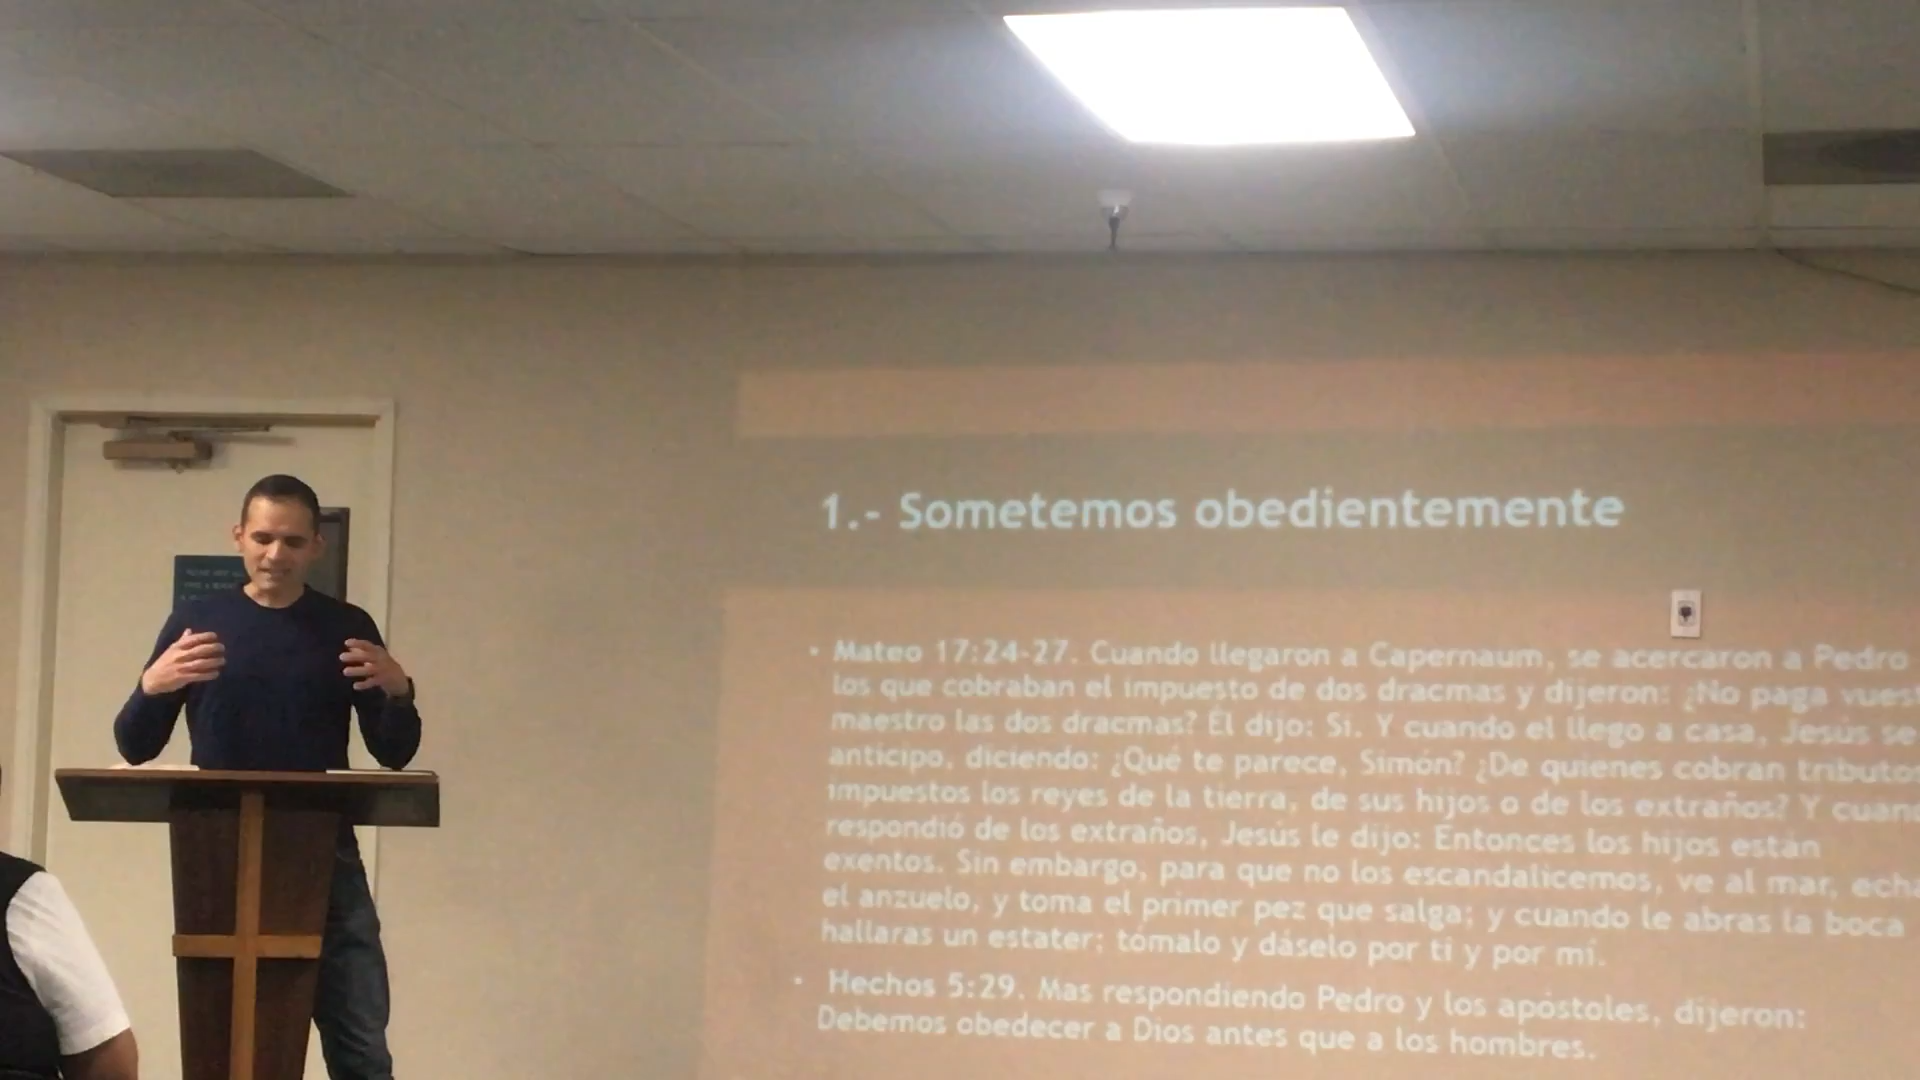 1.- Sometemos obedientemente
• Mateo 17:24-27. Cuando llegaron a Capernaum, se acercaron a Pedro
los que cobraban el impuesto de dos dracmas y dijeron: ¿No paga
maestro las dos dracmas? Él dijo: Si. Y cuando el llego a casa, Jesús se
anticipo, diciendo: ¿Qué te parece, Simón? ¿De quienes cobran tributos
impuestos los reyes de la tierra, de sus hijos o de los extraños? Y
respondió de los extraños, Jesús le dijo: Entonces los hijos están
exentos. Sin embargo, para que no los escandalicemos, ve al mar, echa
el anzuelo, y toma el primer pez que salga; y cuando le abras la boca
hallaras un estater; tómalo y dáselo por ti y por mí.
• Hechos 5:29. Mas respondiendo Pedro y los apóstoles, dijeron:
Debemos obedecer a Dios antes que a los hombres.